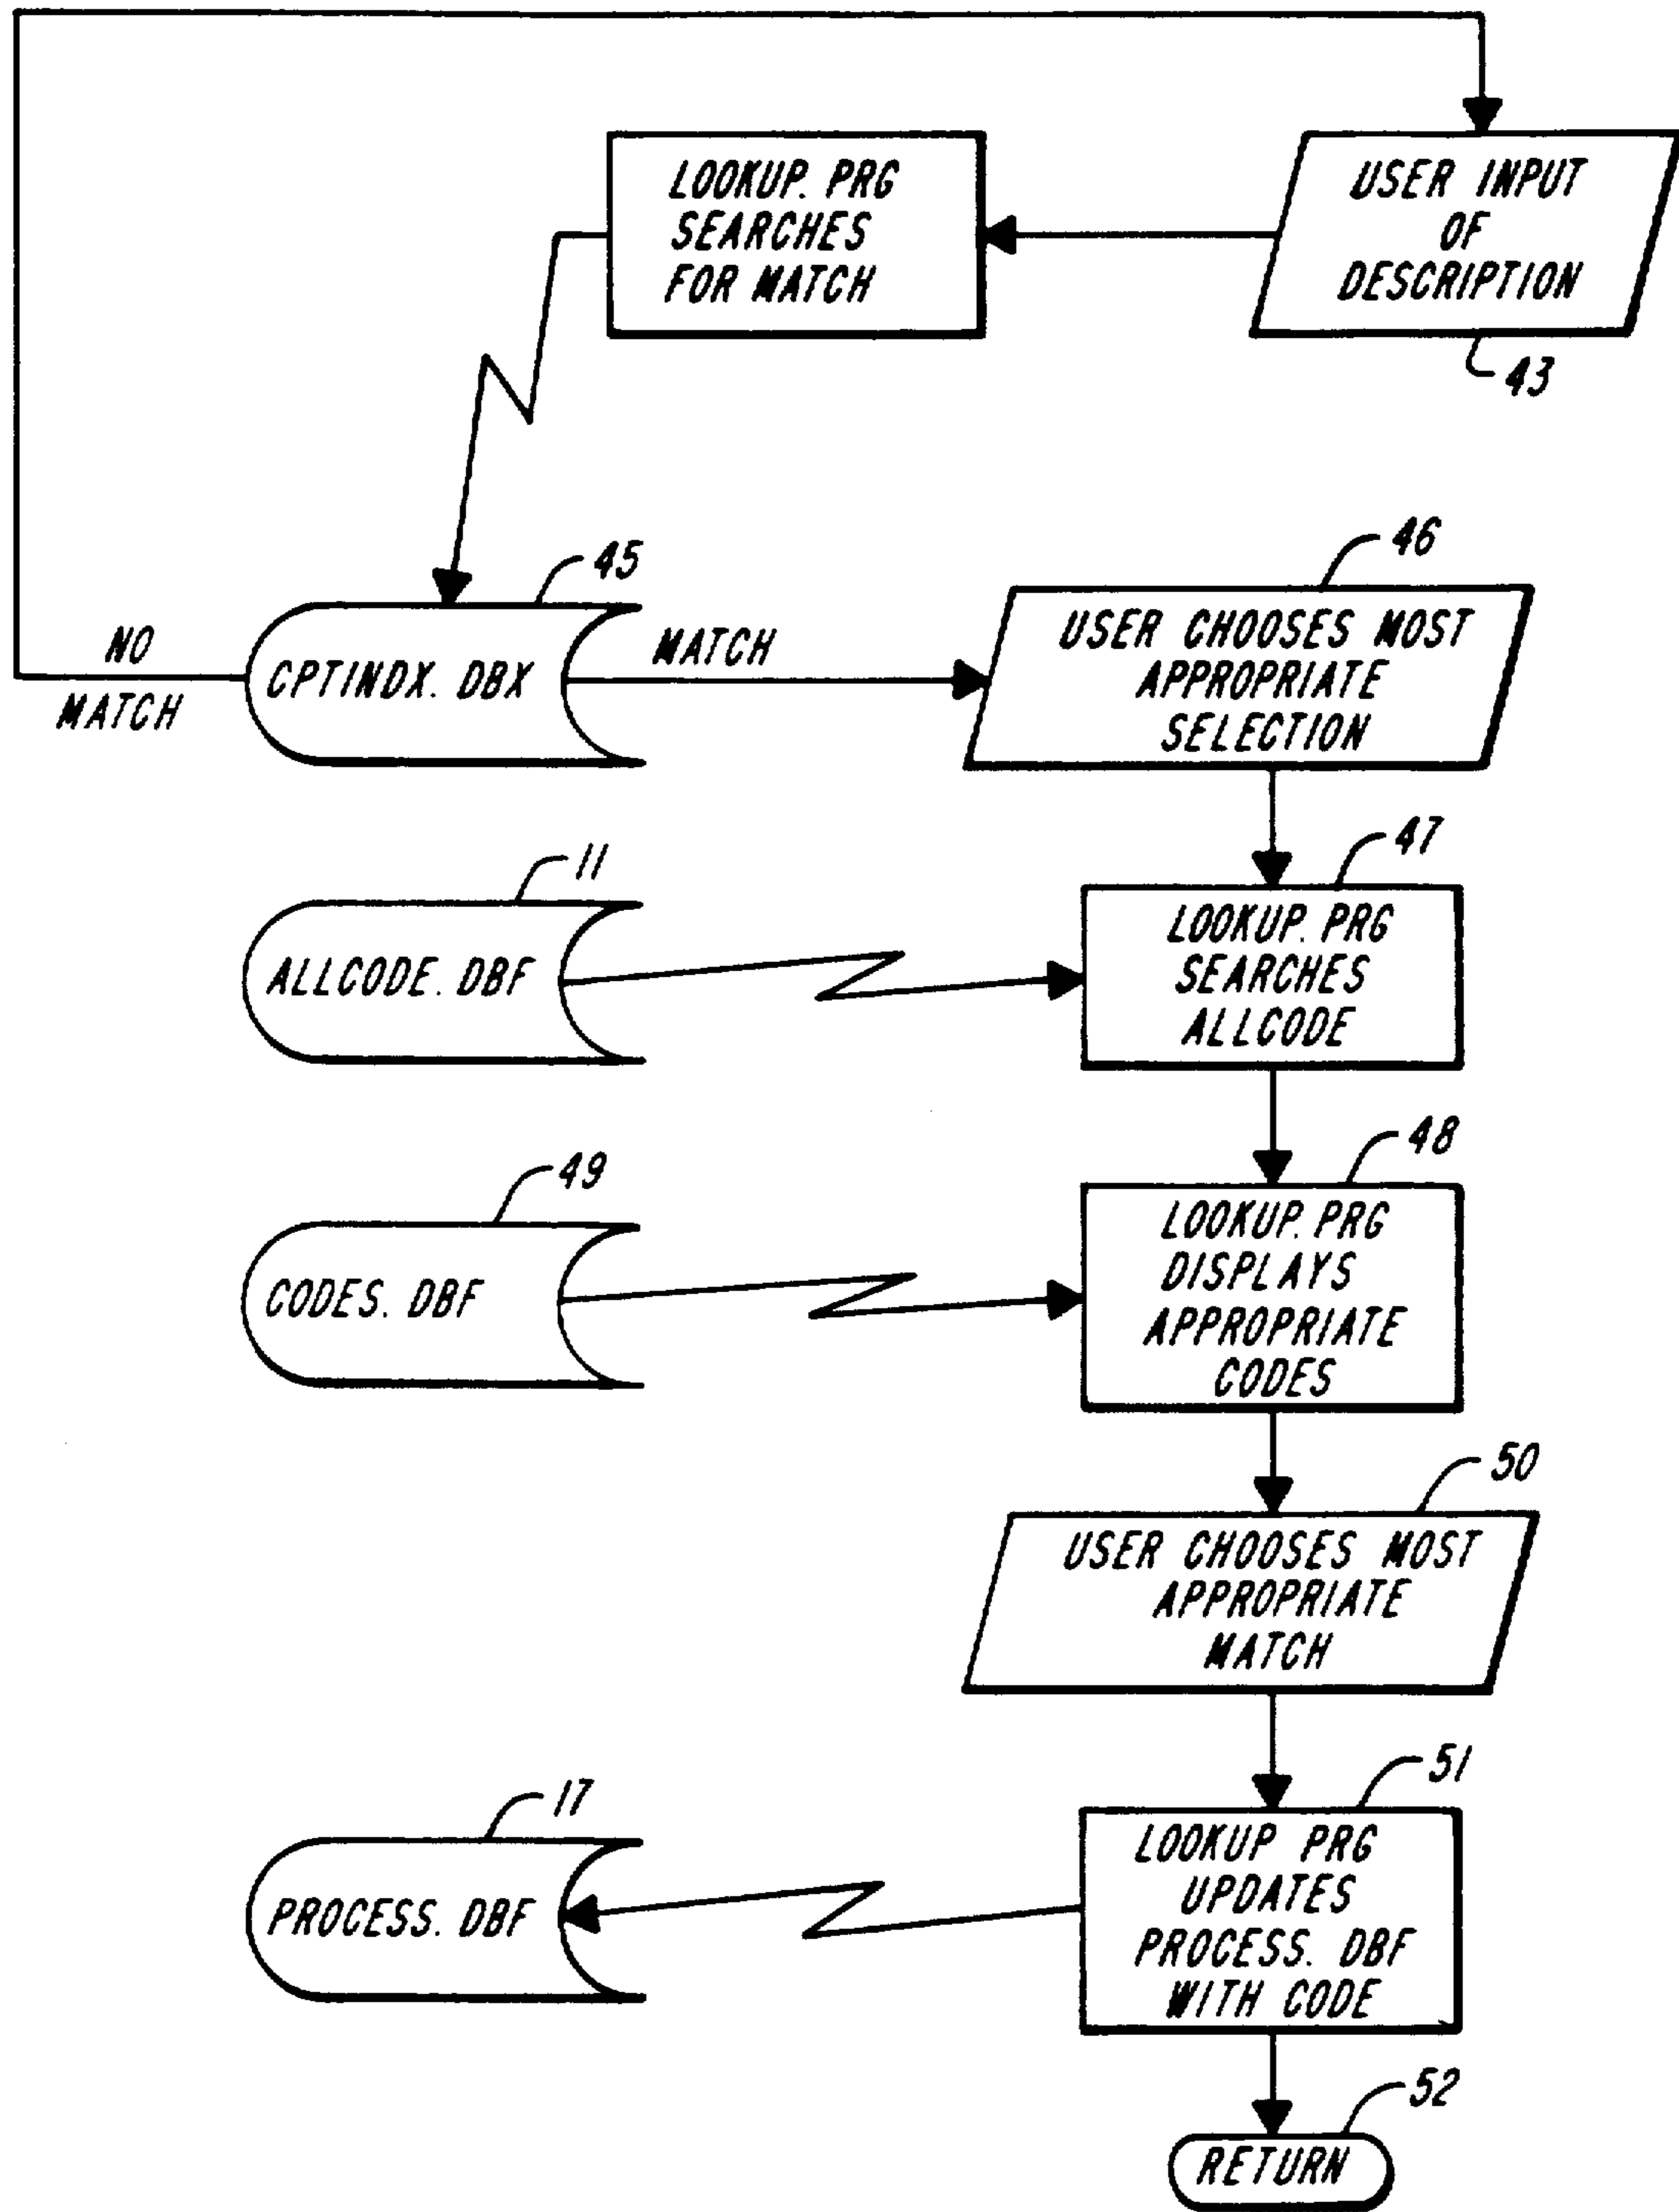 LOOKUP. PRG
SEARCHES
FOR MATCH
USER INPUT
OF
DESCRIPTION
43
45
CPTINDX. DBX
NO
MATCH
MATCH
46
USER CHOOSES MOST
APPROPRIATE
SELECTION
11
ALLCODE. DBF
47
LOOKUP. PRG
SEARCHES
ALLCODE
49
CODES. DBF
48
LOOKUP. PRG
DISPLAYS
APPROPRIATE
CODES
50
USER CHOOSES MOST
APPROPRIATE
MATCH
17
PROCESS. DBF
51
LOOKUP PRG
UPDATES
PROCESS. DBF
WITH CODE
52
RETURN